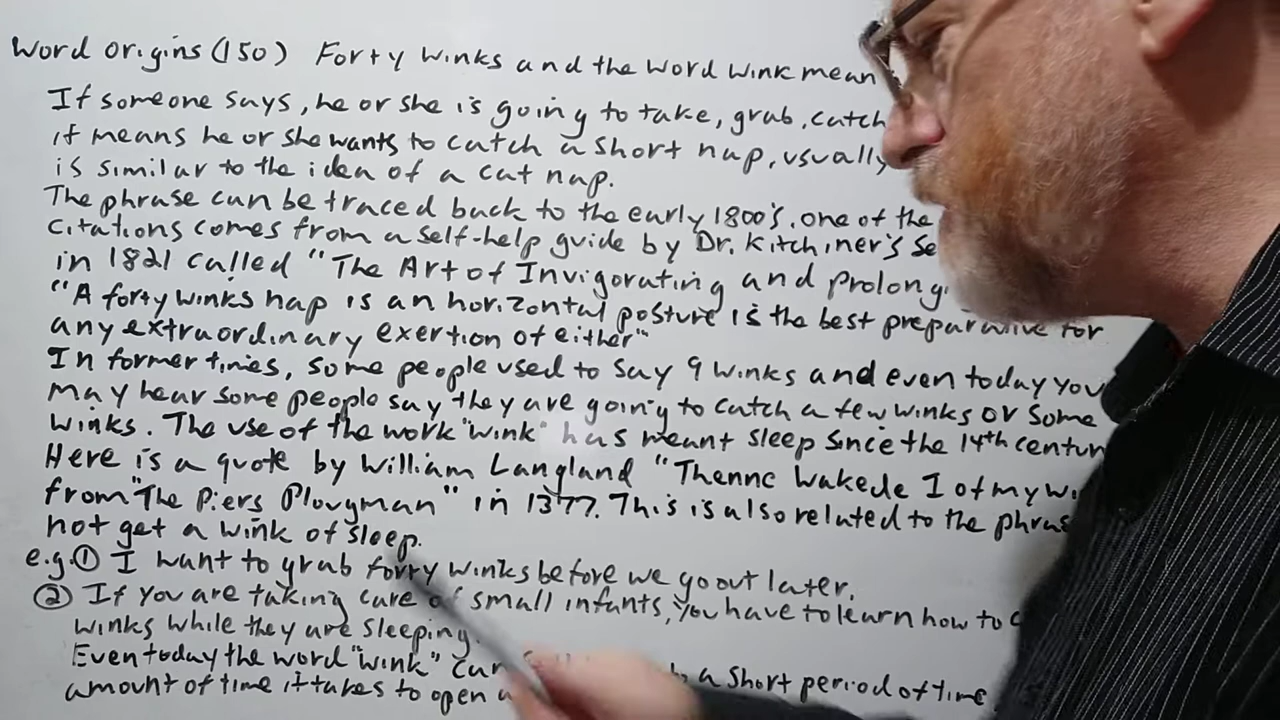 Word Origins (150) Forty winks and the word wink mean
If someone says, he or she is going to take, grab, catch
it means he or she wants to catch a short nap, usually
is similar to the idea of a cat nap.
The phrase can be traced back to the early 1800's. One of the
citations comes from a self-help guide by Dr. Kitchiner's Se
in 1821 called "The Art of Invigorating and prolong
"A forty winks nap is an horizontal posture is the best preparative for
any extraordinary exertion of either"
In former times, some people used to say 9 winks and even today you
may hear some people say they are going to catch a few winks or some
winks. The use of the work "wink" has meant sleep since the 14th centur
Here is a quote by William Langland "Thenne Wakede I of my wi
from "The Piers Plougman" in 1377. This is also related to the phras
not get a wink of sleep.
e.g. ① I want to grab forty winks before we go out later.
② If you are taking care of small infants, you have to learn how to c
winks while they are sleeping.
Even today the word "wink" can a short period of time
amount of time it takes to open